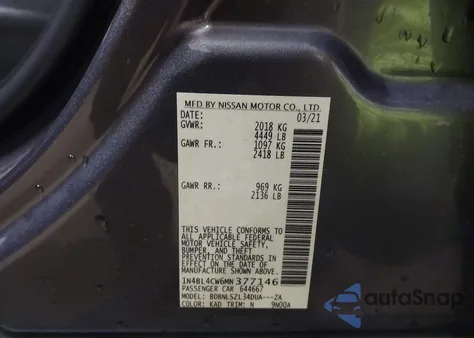 MFD BY NISSAN MOTOR CO., LTD.
DATE: 03/21
GVWR: 2018 KG
4449 LB
GAWR FR: 1097 KG
2418 LB
GAWR RR: 969 KG
2136 LB
THIS VEHICLE CONFORMS TO
ALL APPLICABLE FEDERAL
MOTOR VEHICLE SAFETY,
BUMPER, AND THEFT
PREVENTION STANDARDS IN
EFFECT ON THE DATE OF
MANUFACTURE SHOWN ABOVE.
1N4BL4CW6MN377146
PASSENGER CAR 644667
MODEL: BDBNLSZL34DUA---ZA
COLOR: KAD TRIM: N 9N00A
autoSnap